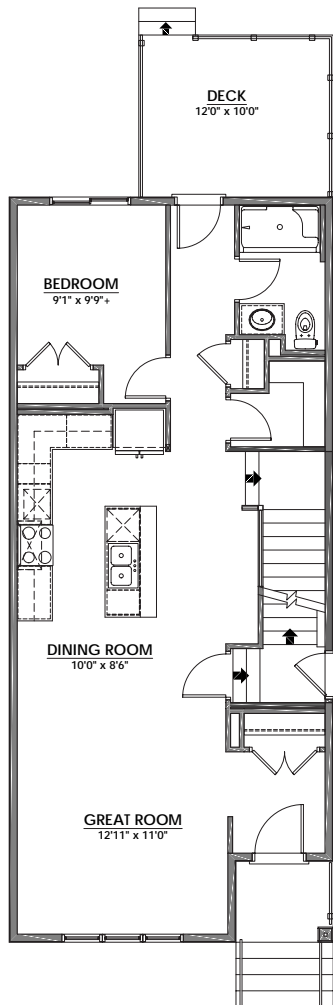 DECK
12'0" x 10'0"
BEDROOM
9'1" x 9'9"+
DINING ROOM
10'0" x 8'6"
GREAT ROOM
12'11" x 11'0"